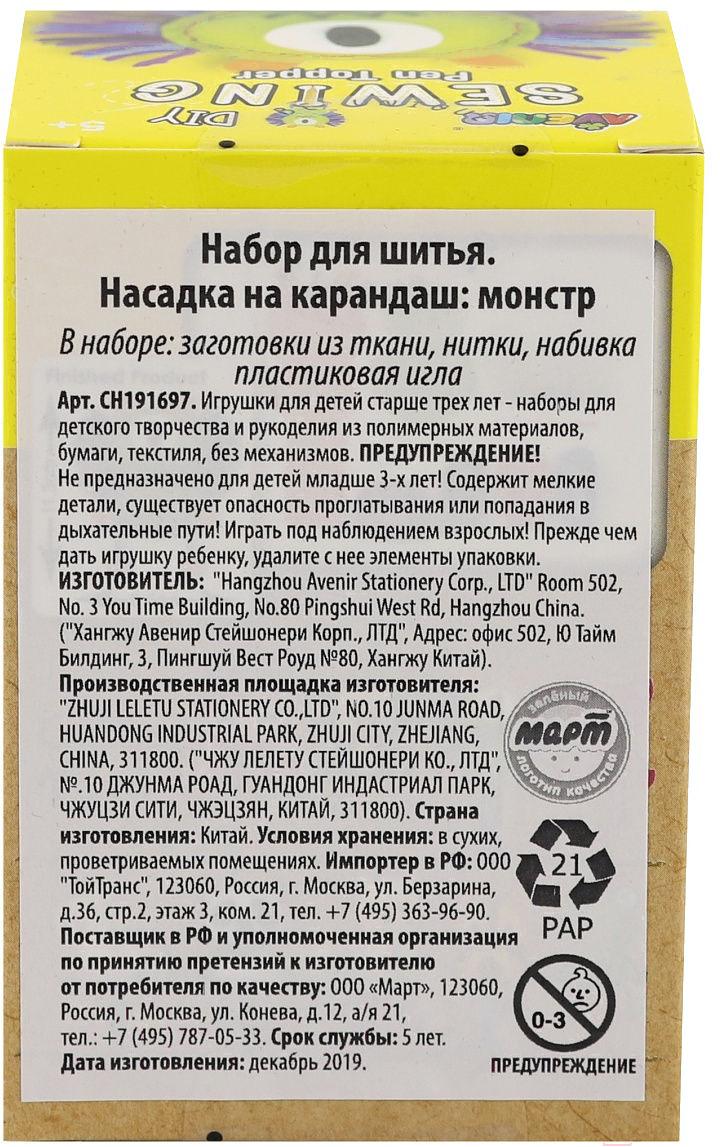 Pen Topper
DIY SEWING
AVENIR®
5+
Набор для шитья.
Насадка на карандаш: монстр
В наборе: заготовки из ткани, нитки, набивка
пластиковая игла
Арт. CH191697. Игрушки для детей старше трех лет - наборы для
детского творчества и рукоделия из полимерных материалов,
бумаги, текстиля, без механизмов. ПРЕДУПРЕЖДЕНИЕ!
Не предназначено для детей младше 3-х лет! Содержит мелкие
детали, существует опасность проглатывания или попадания в
дыхательные пути! Играть под наблюдением взрослых! Прежде чем
дать игрушку ребенку, удалите с нее элементы упаковки.
ИЗГОТОВИТЕЛЬ: "Hangzhou Avenir Stationery Corp., LTD" Room 502,
No. 3 You Time Building, No.80 Pingshui West Rd, Hangzhou China.
("Хангжу Авенир Стейшонери Корп., ЛТД", Адрес: офис 502, Ю Тайм
Билдинг, 3, Пингшуй Вест Роуд №80, Хангжу Китай).
Производственная площадка изготовителя:
"ZHUJI LELETU STATIONERY CO.,LTD", NO.10 JUNMA ROAD,
HUANDONG INDUSTRIAL PARK, ZHUJI CITY, ZHEJIANG,
CHINA, 311800. ("ЧЖУ ЛЕЛЕТУ СТЕЙШОНЕРИ КО., ЛТД",
№.10 ДЖУНМА РОАД, ГУАНДОНГ ИНДАСТРИАЛ ПАРК,
ЧЖУЦЗИ СИТИ, ЧЖЭЦЗЯН, КИТАЙ, 311800). Страна
изготовления: Китай. Условия хранения: в сухих,
проветриваемых помещениях. Импортер в РФ: ООО
"ТойТранс", 123060, Россия, г. Москва, ул. Берзарина,
д.36, стр.2, этаж 3, ком. 21, тел. +7 (495) 363-96-90.
Поставщик в РФ и уполномоченная организация
по принятию претензий к изготовителю
от потребителя по качеству: ООО «Март», 123060,
Россия, г. Москва, ул. Конева, д.12, а/я 21,
тел.: +7 (495) 787-05-33. Срок службы: 5 лет.
Дата изготовления: декабрь 2019.
зелёный
март
логотип качества
21
PAP
0-3
ПРЕДУПРЕЖДЕНИЕ